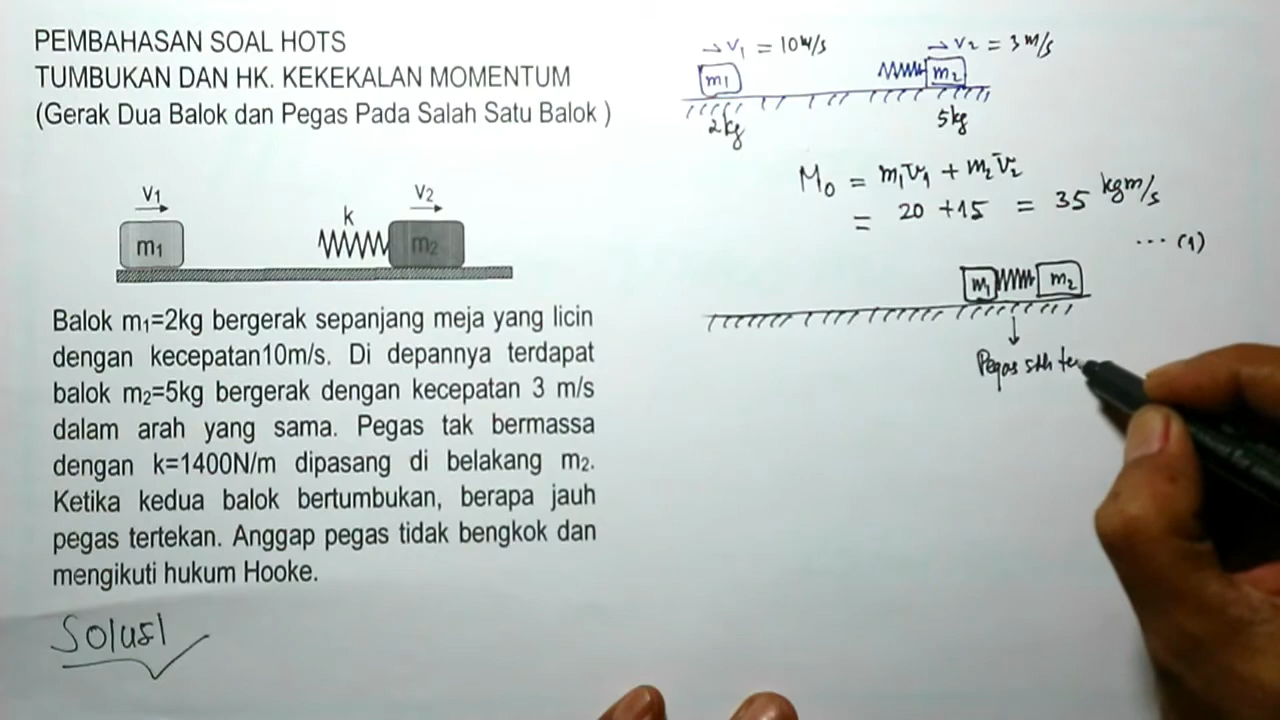 PEMBAHASAN SOAL HOTS
TUMBUKAN DAN HK. KEKEKALAN MOMENTUM
(Gerak Dua Balok dan Pegas Pada Salah Satu Balok )
V1
m1
k
V2
m2
Balok m1=2kg bergerak sepanjang meja yang licin
dengan kecepatan10m/s. Di depannya terdapat
balok m2=5kg bergerak dengan kecepatan 3 m/s
dalam arah yang sama. Pegas tak bermassa
dengan k=1400N/m dipasang di belakang m2.
Ketika kedua balok bertumbukan, berapa jauh
pegas tertekan. Anggap pegas tidak bengkok dan
mengikuti hukum Hooke.
Solusi
→ V1 = 10 m/s
→ V2 = 3 m/s
m1
m2
2kg
5kg
M0 = m1v1 + m2v2
= 20 + 15 = 35 kgm/s
... (1)
m1 m2
↓
Pegas sdh te